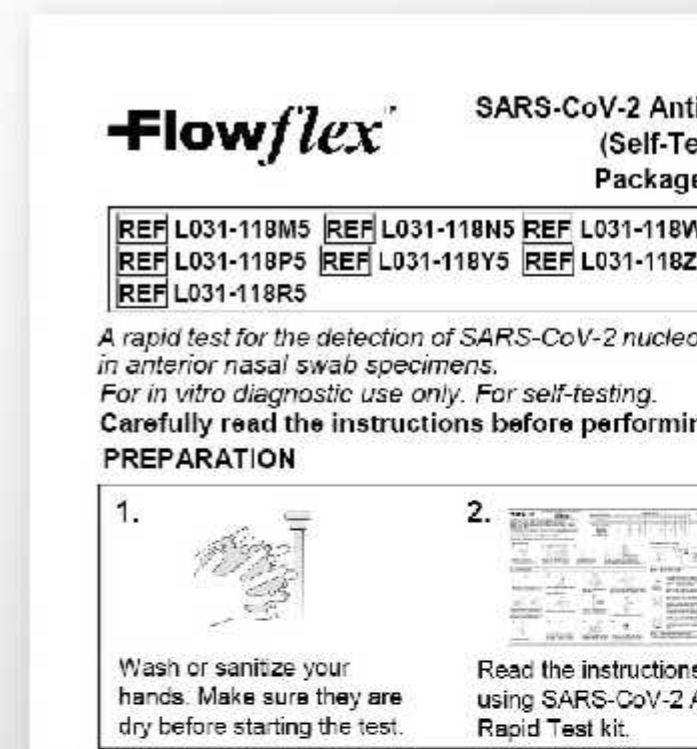 Flowflex™
SARS-CoV-2 Anti
(Self-Te
Package
REF L031-118M5 REF L031-118N5 REF L031-118W
REF L031-118P5 REF L031-118Y5 REF L031-118Z
REF L031-118R5
A rapid test for the detection of SARS-CoV-2 nucleo
in anterior nasal swab specimens.
For in vitro diagnostic use only. For self-testing.
Carefully read the instructions before performin
PREPARATION
1.
Wash or sanitize your
hands. Make sure they are
dry before starting the test.
2.
Read the instructions
using SARS-CoV-2 A
Rapid Test kit.